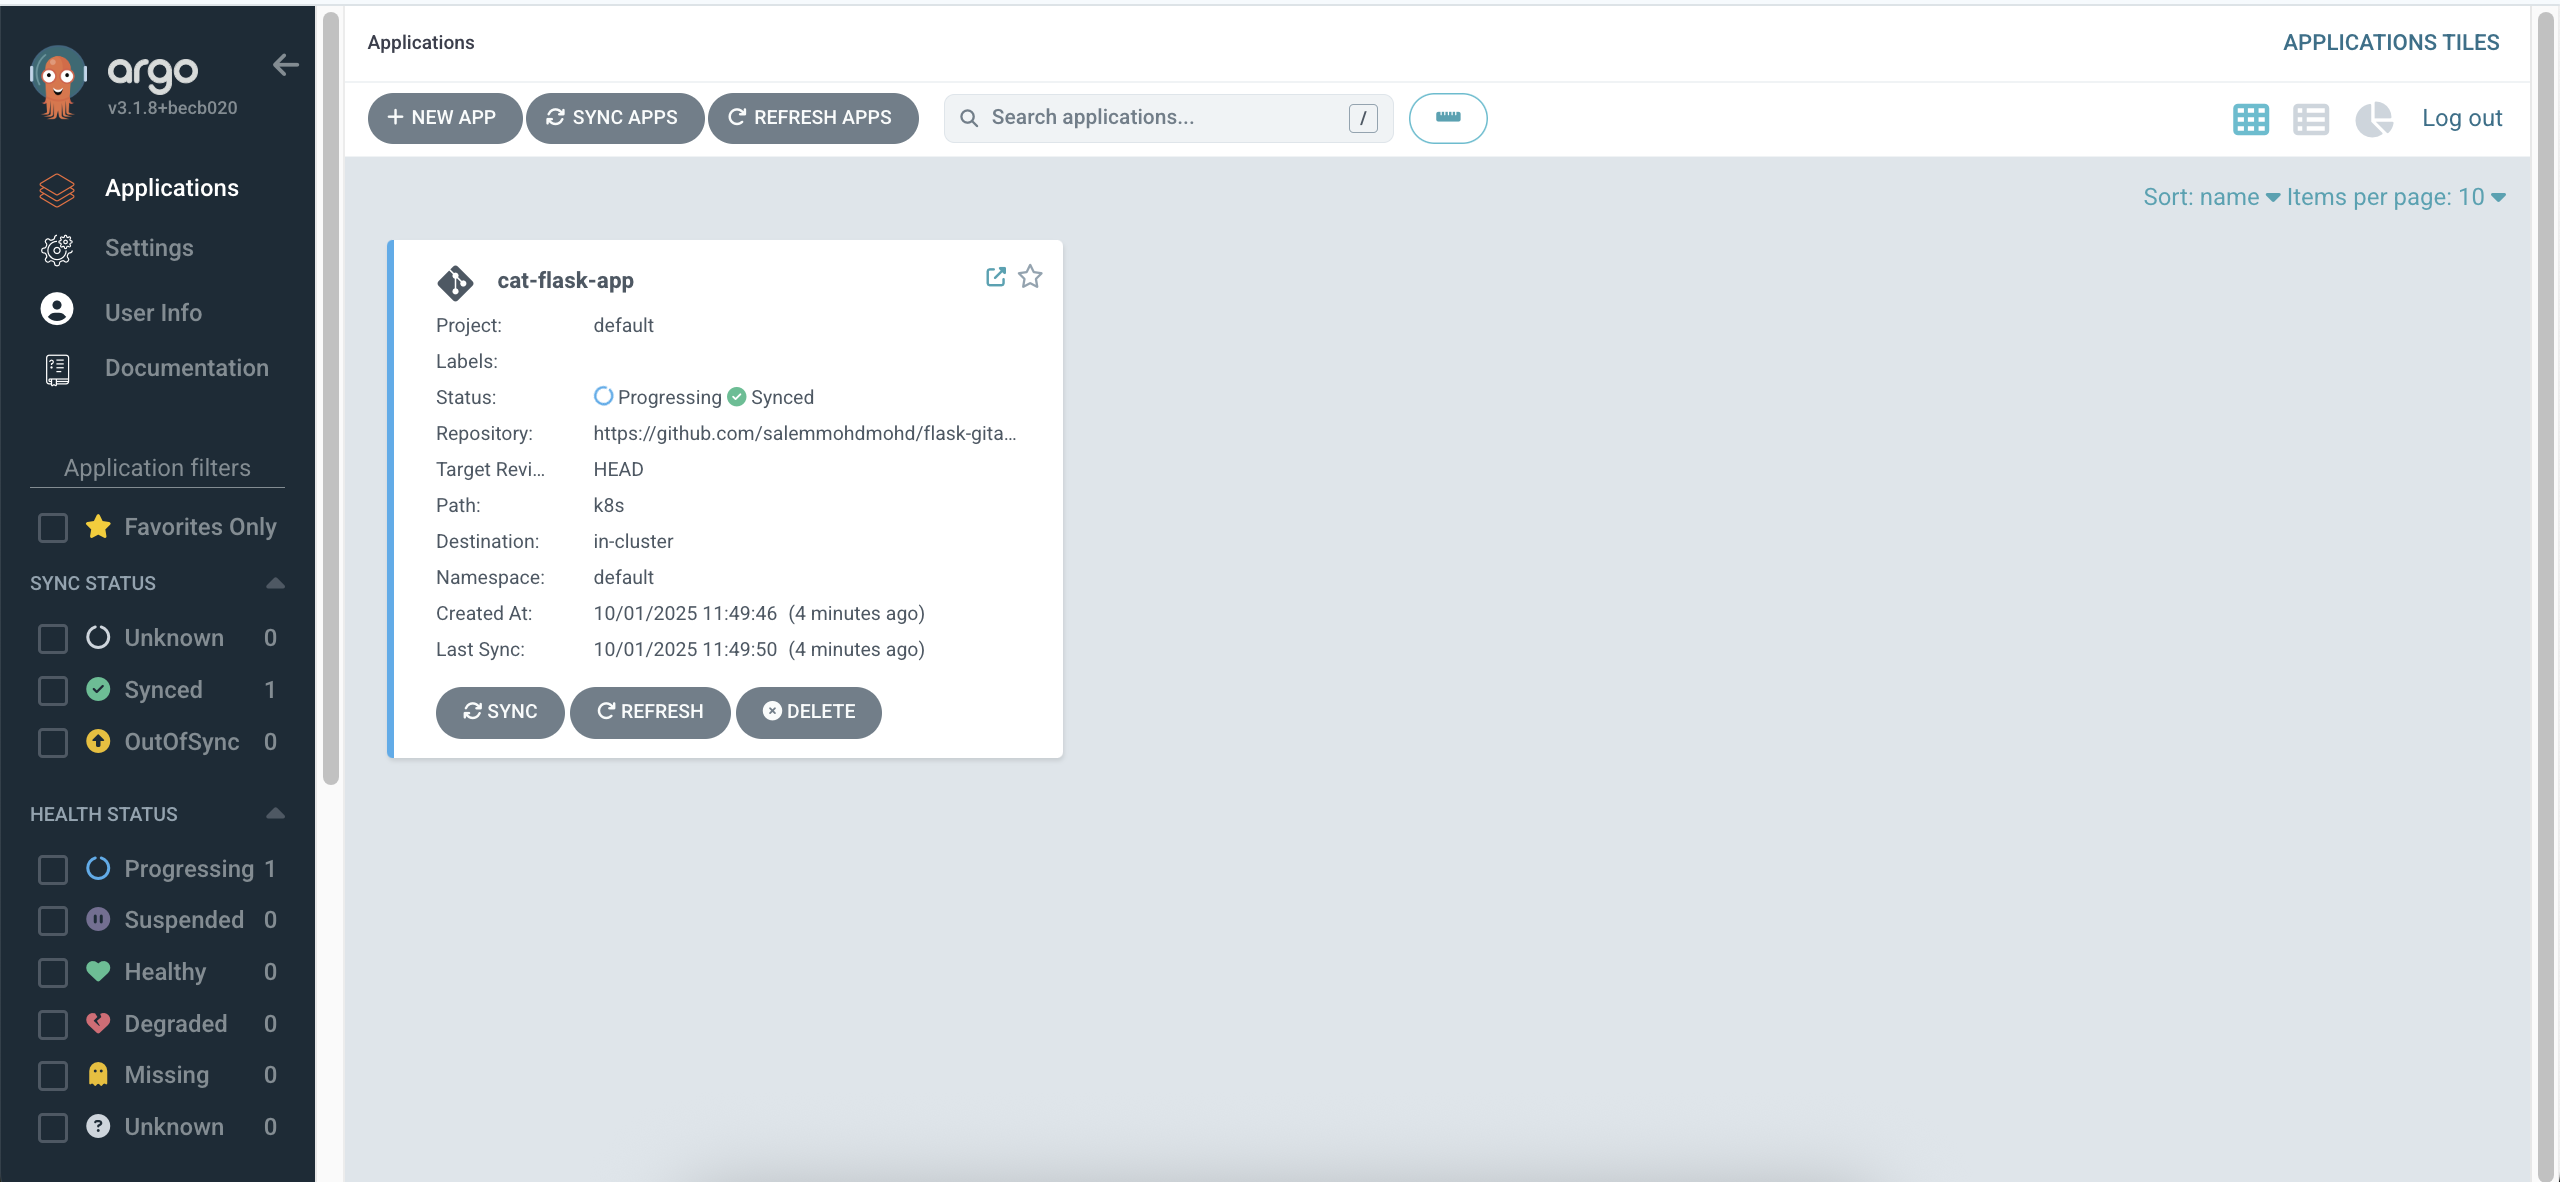 argo
v3.1.8+becb020
Applications
Settings
User Info
Documentation
Application filters
Favorites Only
SYNC STATUS
Unknown 0
Synced 1
OutOfSync 0
HEALTH STATUS
Progressing 1
Suspended 0
Healthy 0
Degraded 0
Missing 0
Unknown 0
Applications
APPLICATIONS TILES
+ NEW APP
SYNC APPS
REFRESH APPS
Search applications...
/
Log out
Sort: name
Items per page: 10
cat-flask-app
Project: default
Labels:
Status: Progressing Synced
Repository: https://github.com/salemmohdmohd/flask-gita...
Target Revi... HEAD
Path: k8s
Destination: in-cluster
Namespace: default
Created At: 10/01/2025 11:49:46 (4 minutes ago)
Last Sync: 10/01/2025 11:49:50 (4 minutes ago)
SYNC
REFRESH
DELETE